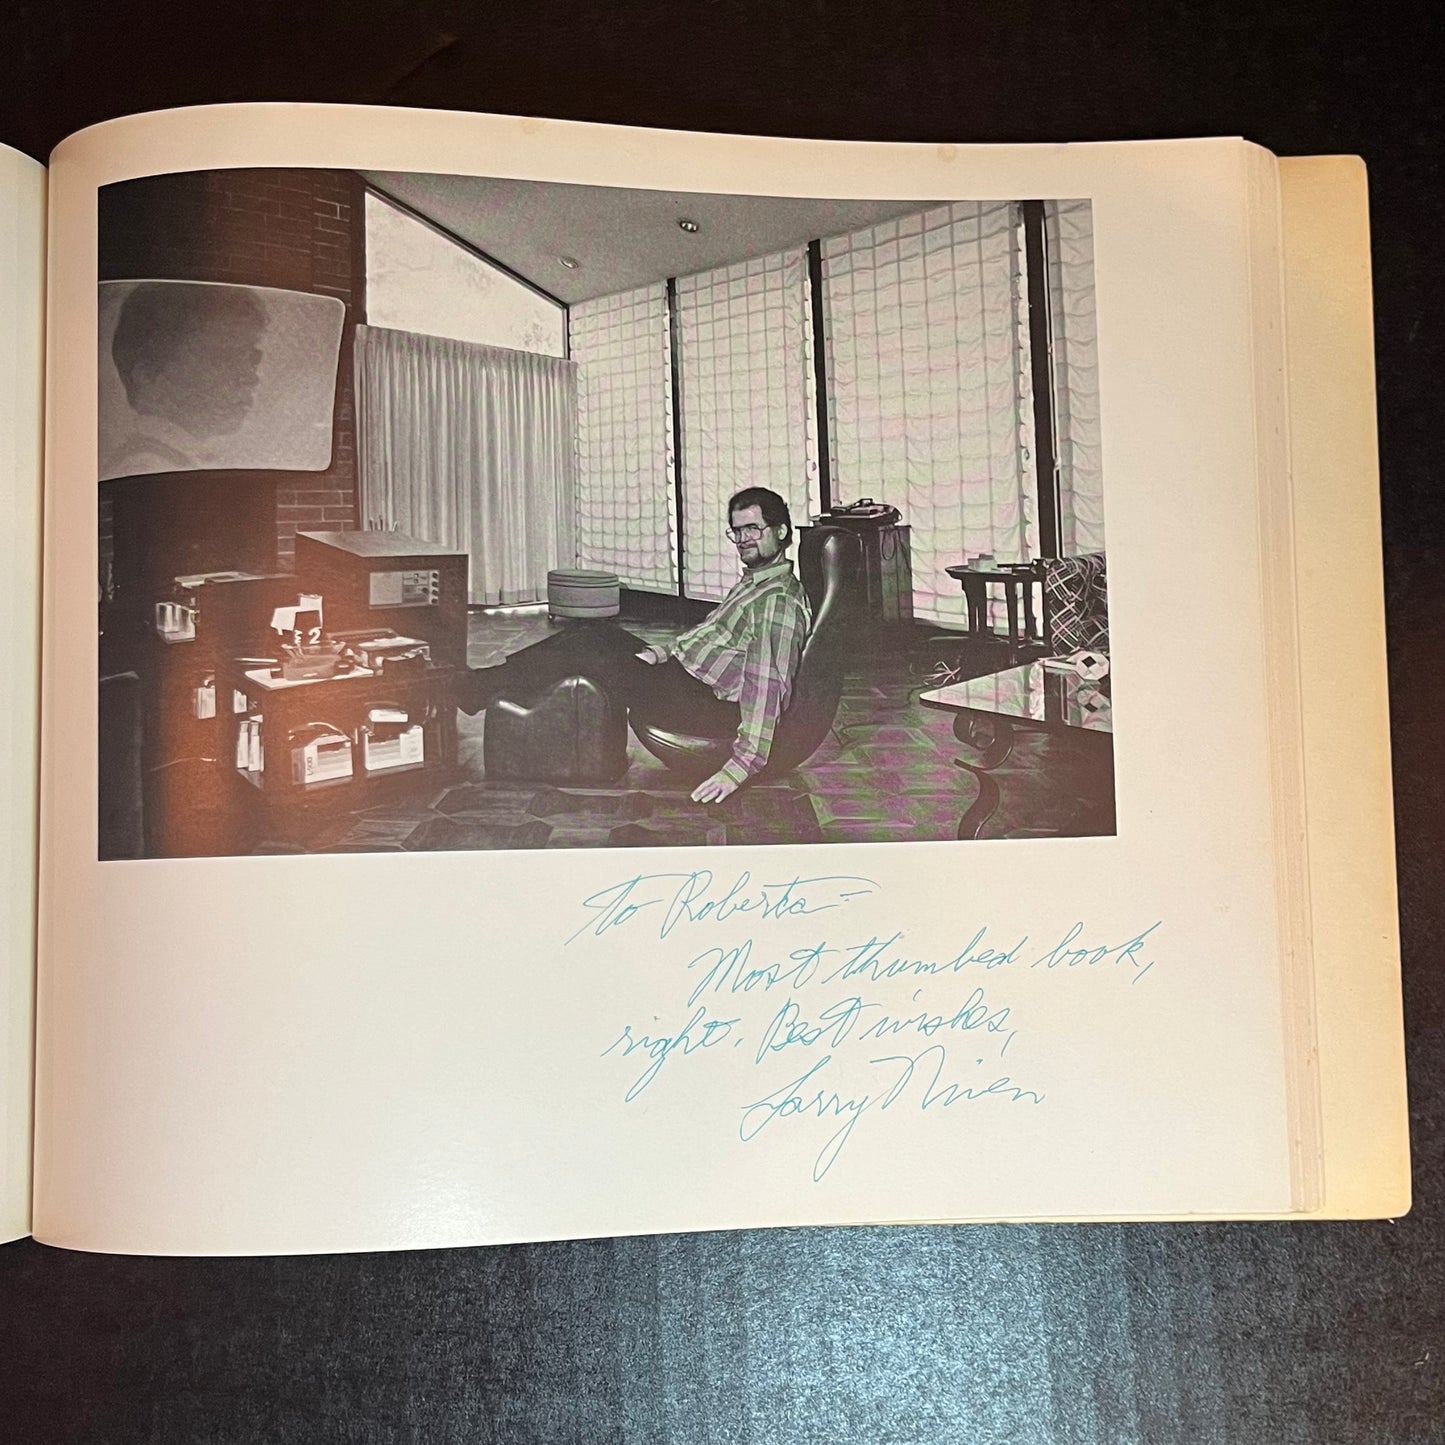 to Roberta =
Most thumbed book,
right. Best wishes,
Larry Niven